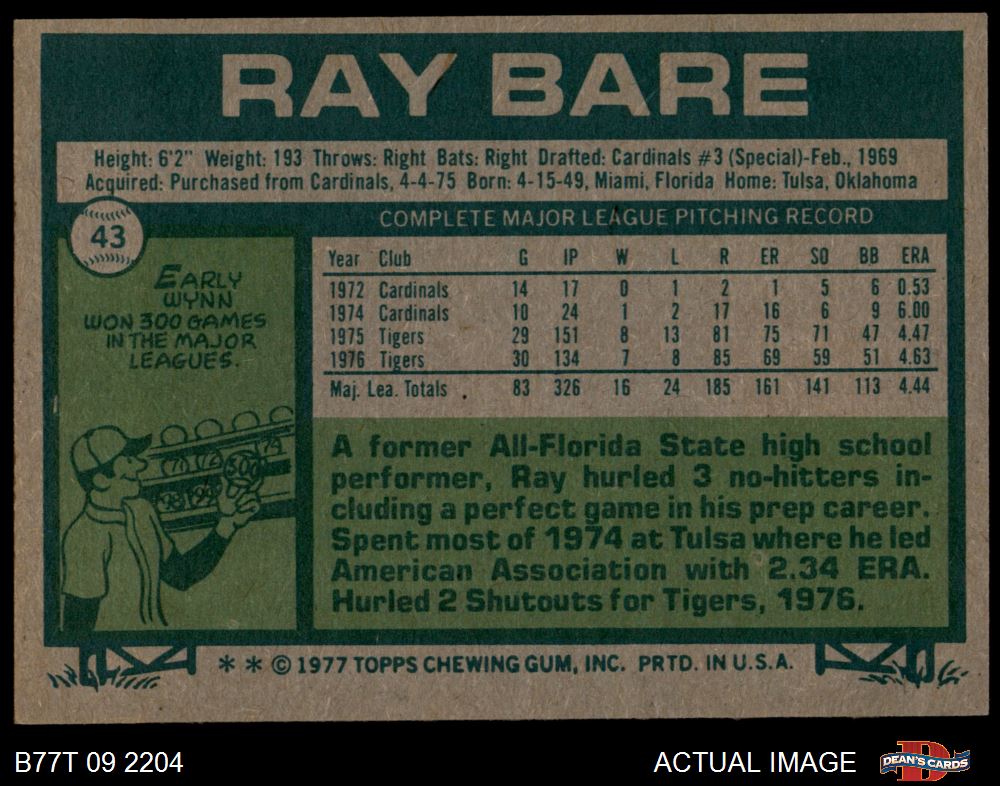 RAY BARE
Height: 6'2" Weight: 193 Throws: Right Bats: Right Drafted: Cardinals #3 (Special)-Feb., 1969
Acquired: Purchased from Cardinals, 4-4-75 Born: 4-15-49, Miami, Florida Home: Tulsa, Oklahoma
43
EARLY
WYNN
WON 300 GAMES
IN THE MAJOR
LEAGUES.
300
COMPLETE MAJOR LEAGUE PITCHING RECORD
Year Club G IP W L R ER SO BB ERA
1972 Cardinals 14 17 0 1 2 1 5 6 0.53
1974 Cardinals 10 24 1 2 17 16 6 9 6.00
1975 Tigers 29 151 8 13 81 75 71 47 4.47
1976 Tigers 30 134 7 8 85 69 59 51 4.63
Maj. Lea. Totals 83 326 16 24 185 161 141 113 4.44
A former All-Florida State high school
performer, Ray hurled 3 no-hitters in-
cluding a perfect game in his prep career.
Spent most of 1974 at Tulsa where he led
American Association with 2.34 ERA.
Hurled 2 Shutouts for Tigers, 1976.
* * © 1977 TOPPS CHEWING GUM, INC. PRTD. IN U.S.A.
B77T 09 2204
ACTUAL IMAGE
DEAN'S CARDS